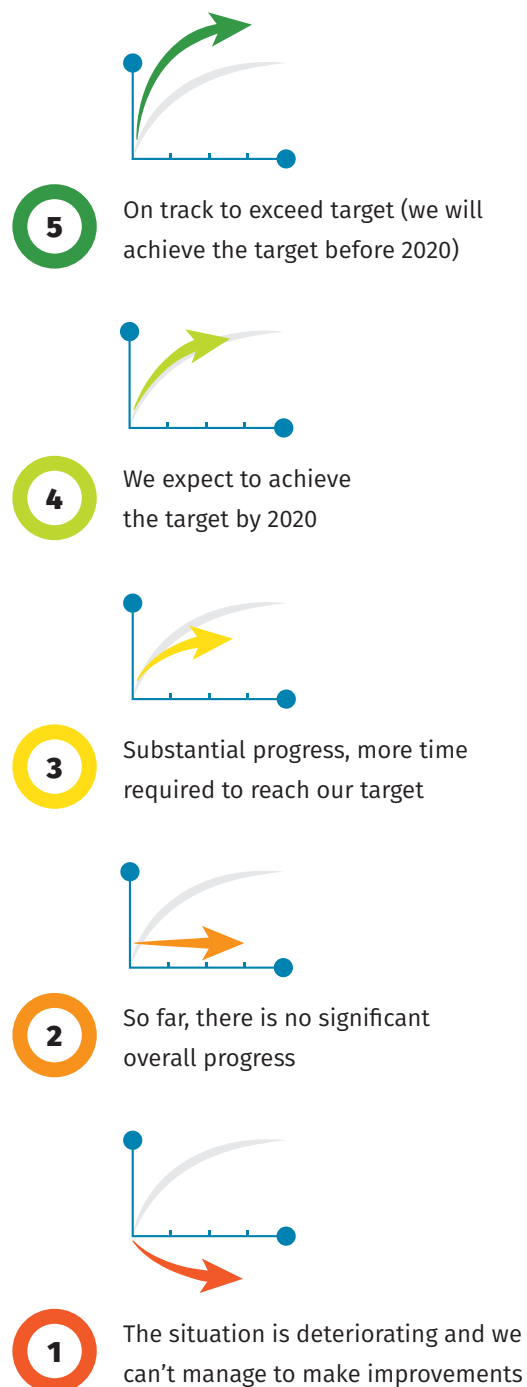 5
On track to exceed target (we will
achieve the target before 2020)
4
We expect to achieve
the target by 2020
3
Substantial progress, more time
required to reach our target
2
So far, there is no significant
overall progress
1
The situation is deteriorating and we
can’t manage to make improvements